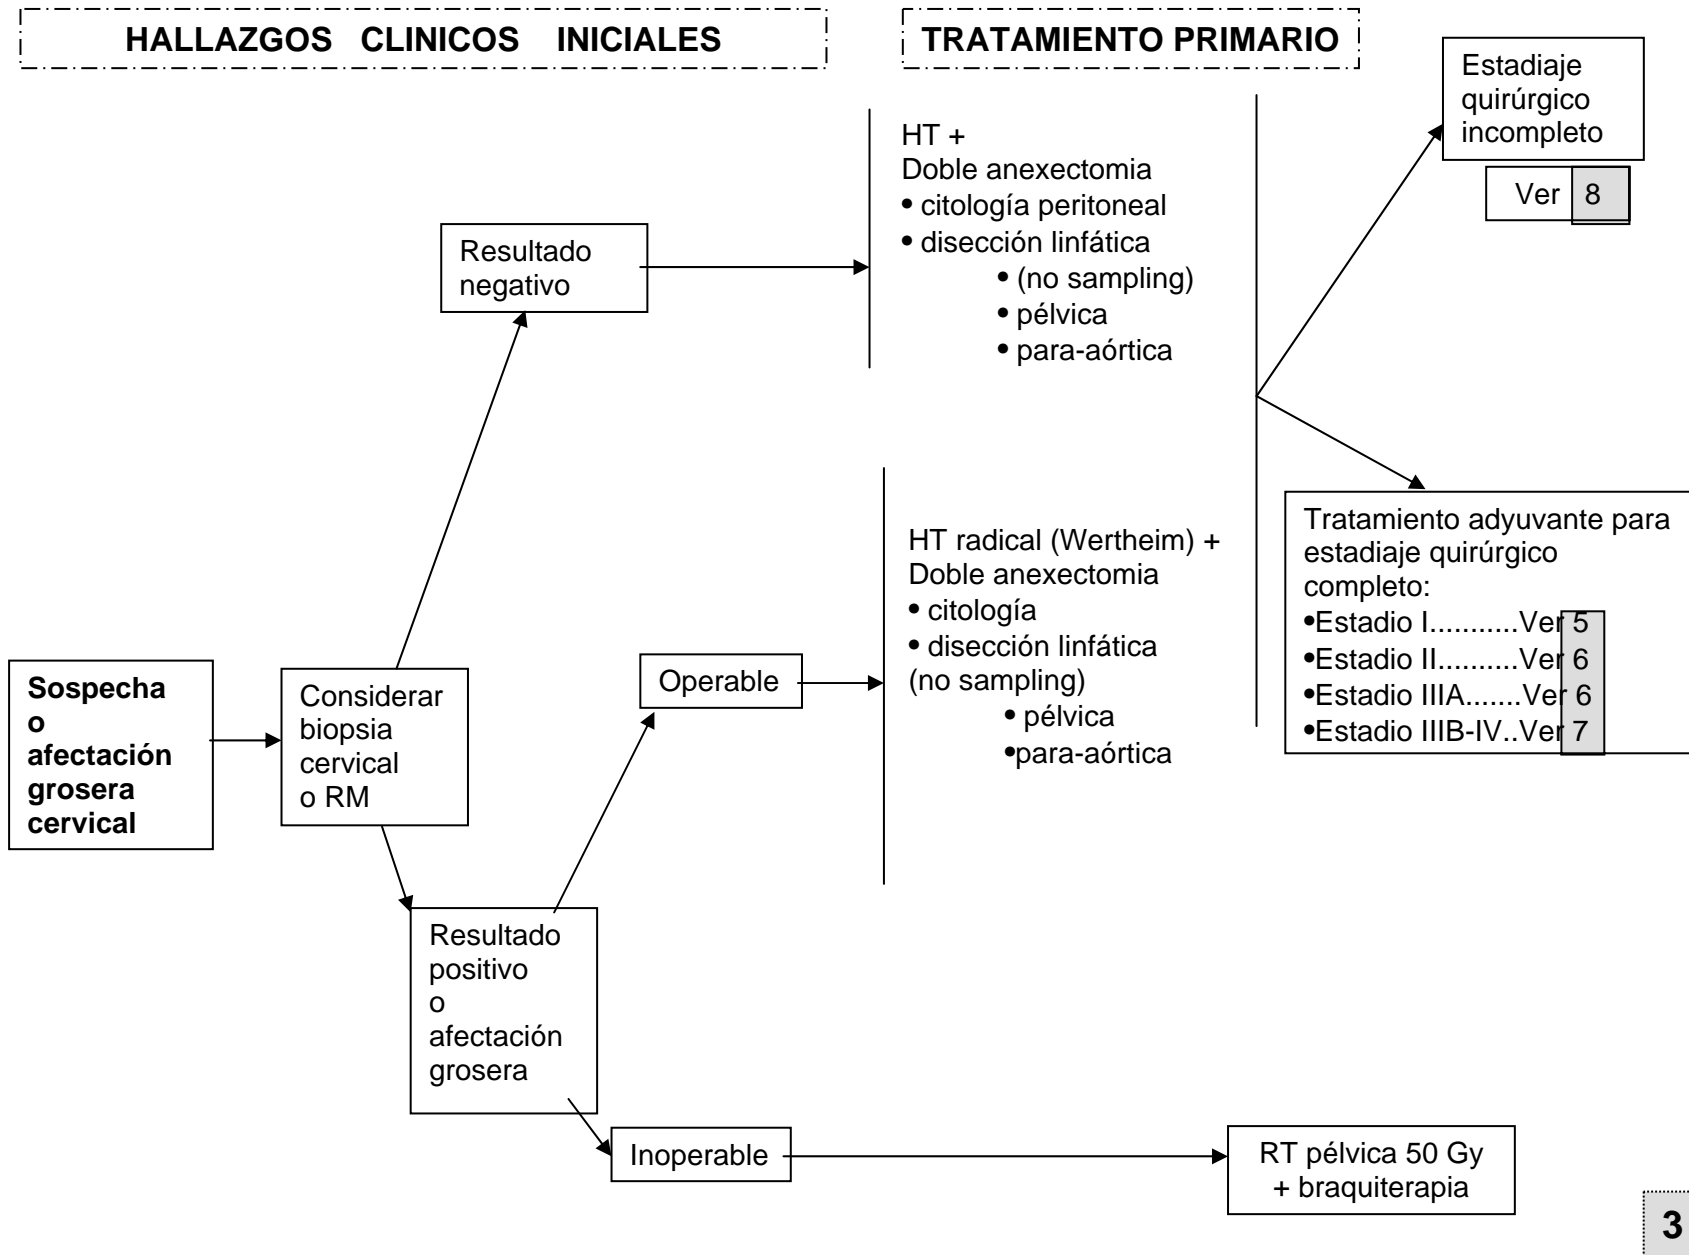 HALLAZGOS CLINICOS INICIALES
TRATAMIENTO PRIMARIO
Estadiaje
quirúrgico
incompleto
Ver 8
HT +
Doble anexectomia
• citología peritoneal
• disección linfática
• (no sampling)
• pélvica
• para-aórtica
Resultado
negativo
Sospecha
o
afectación
grosera
cervical
Considerar
biopsia
cervical
o RM
Operable
HT radical (Wertheim) +
Doble anexectomia
• citología
• disección linfática
(no sampling)
• pélvica
•para-aórtica
Tratamiento adyuvante para
estadiaje quirúrgico
completo:
•Estadio I...........Ver 5
•Estadio II..........Ver 6
•Estadio IIIA.......Ver 6
•Estadio IIIB-IV..Ver 7
Resultado
positivo
o
afectación
grosera
Inoperable
RT pélvica 50 Gy
+ braquiterapia
3